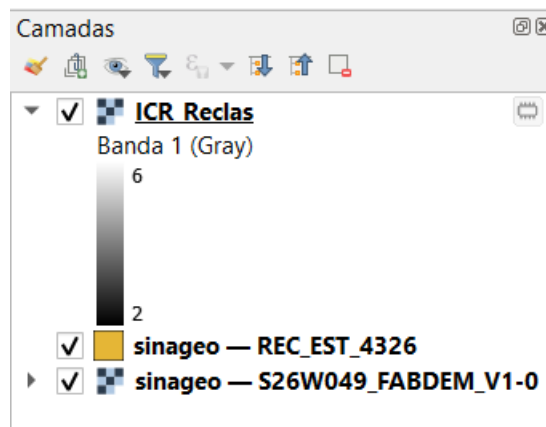 Camadas
ICR_Reclas
Banda 1 (Gray)
6
2
sinageo — REC_EST_4326
sinageo — S26W049_FABDEM_V1-0